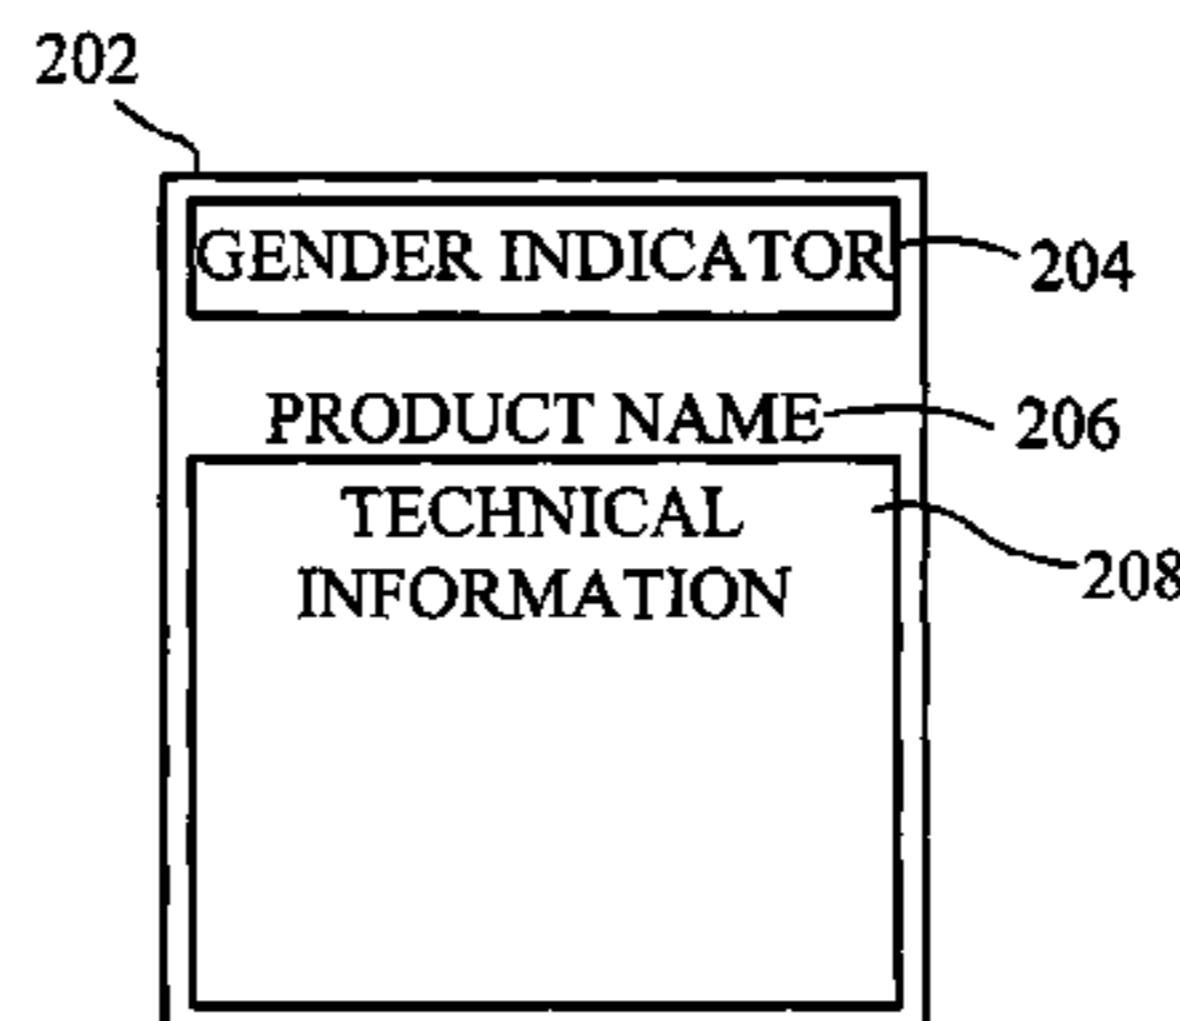 202
GENDER INDICATOR
204
PRODUCT NAME
206
TECHNICAL
INFORMATION
208